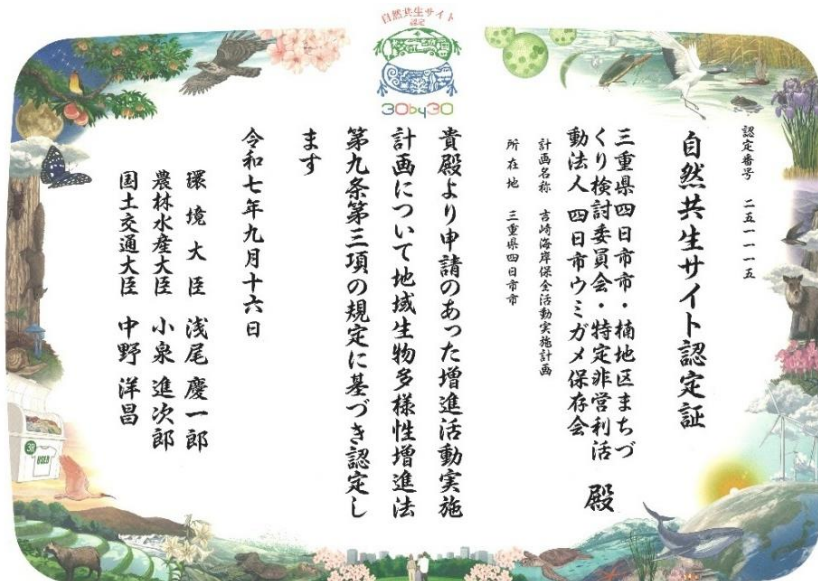 自然共生サイト
認定
30by30
認定番号 二五一一一五
自然共生サイト認定証
三重県四日市市・楠地区まちづ
くり検討委員会・特定非営利活
動法人 四日市ウミガメ保存会 殿
計画名称 吉崎海岸保全活動実施計画
所在地 三重県四日市市
貴殿より申請のあった増進活動実施
計画について地域生物多様性増進法
第九条第三項の規定に基づき認定し
ます
令和七年九月十六日
環境大臣 浅尾 慶一郎
農林水産大臣 小泉 進次郎
国土交通大臣 中野 洋昌
USED